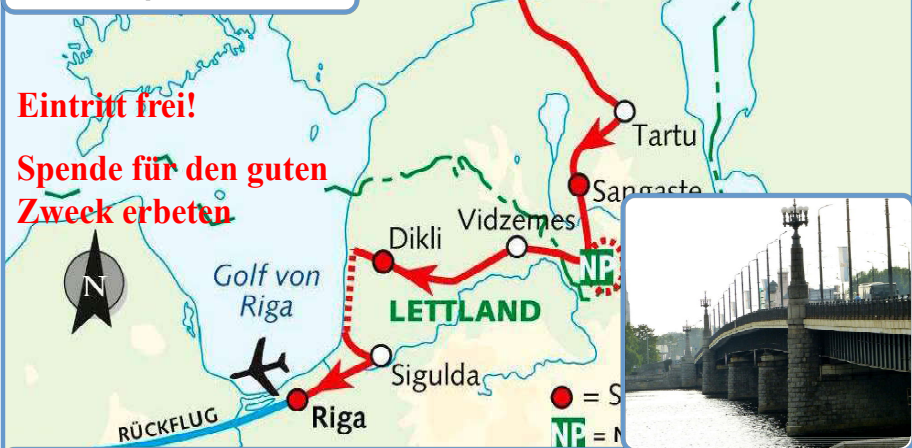 Eintritt frei!
Spende für den guten
Zweck erbeten
Tartu
Sangaste
Vidzemes
Dikli
NP
N
Golf von
Riga
LETTLAND
Sigulda
Riga
RÜCKFLUG
= S
NP = N